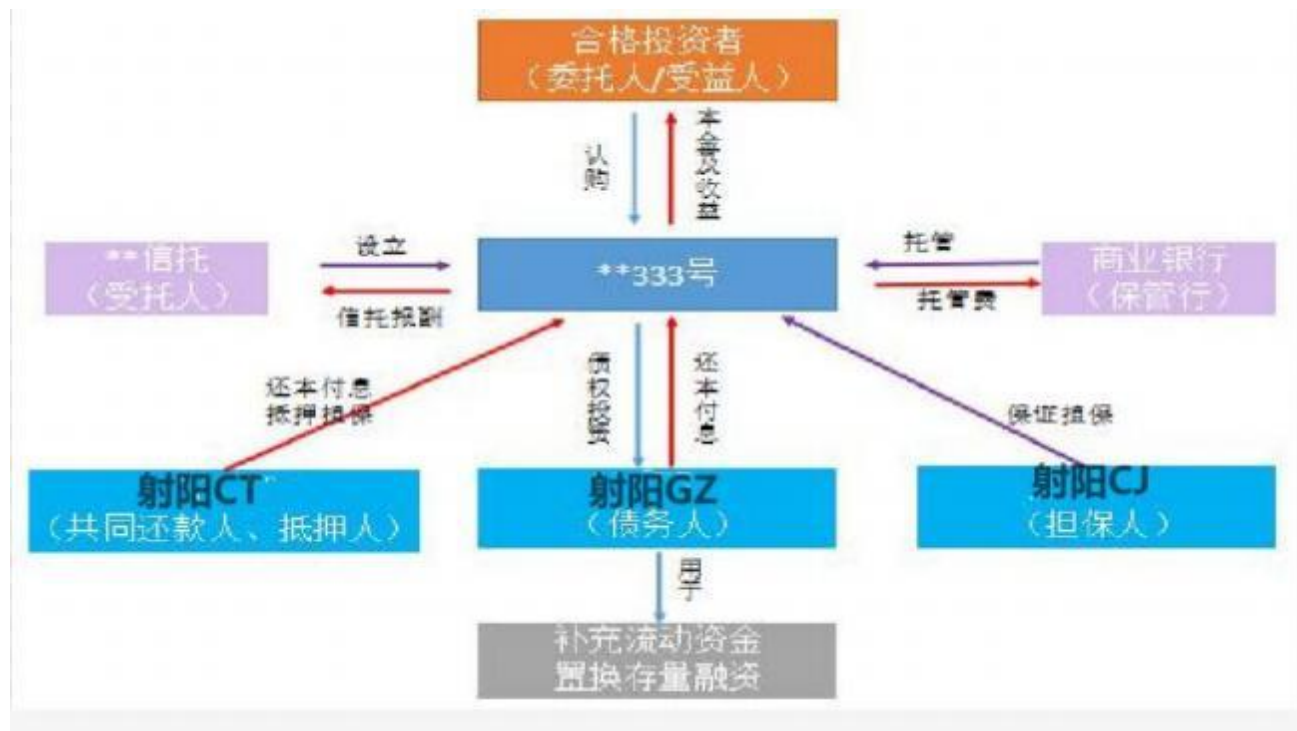 合格投资者
（委托人/受益人）
认购
本金及收益
**信托
（受托人）
设立
信托报酬
**333号
托管
托管费
商业银行
（保管行）
还本付息
抵押担保
债权投资
还本付息
保证担保
射阳CT
（共同还款人、抵押人）
射阳GZ
（债务人）
射阳CJ
（担保人）
用于
补充流动资金
置换存量融资